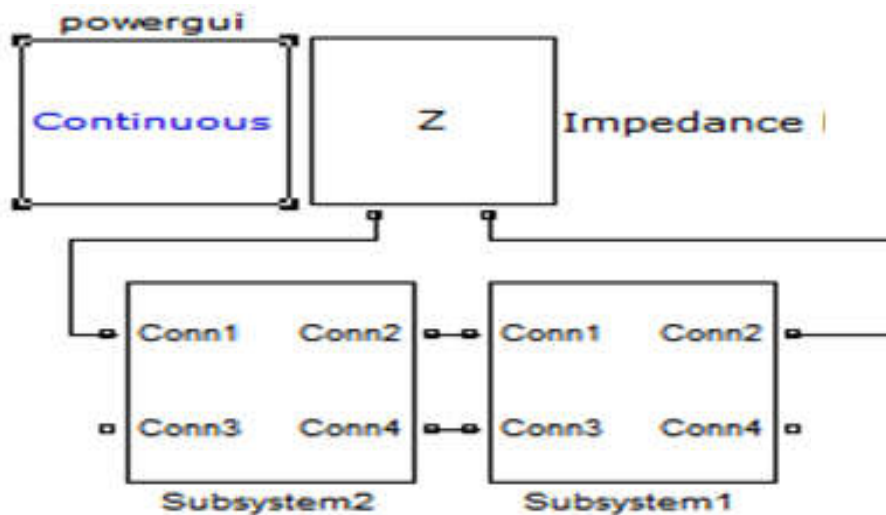 powergui
Continuous
Z
Impedance
Conn1 Conn2
Conn3 Conn4
Subsystem2
Conn1 Conn2
Conn3 Conn4
Subsystem1